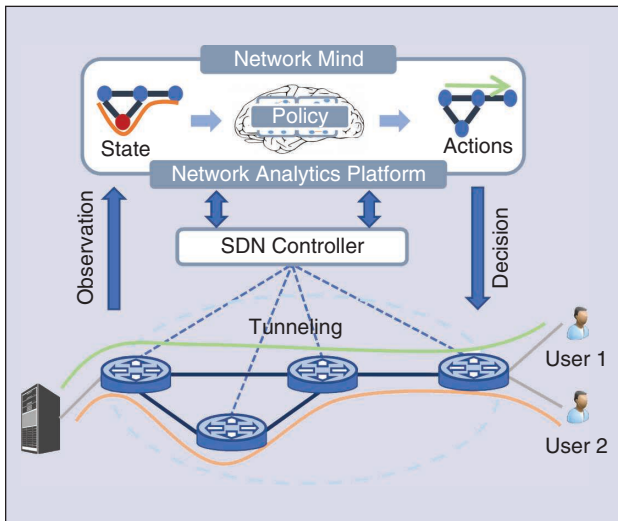 Network Mind
Policy
State
Actions
Network Analytics Platform
Observation
SDN Controller
Decision
Tunneling
User 1
User 2